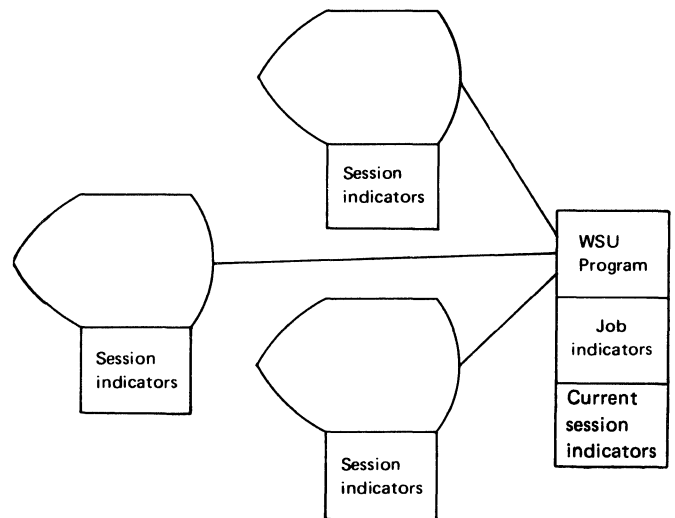 Session
indicators
WSU
Program
Session
indicators
Job
indicators
Current
session
indicators
Session
indicators